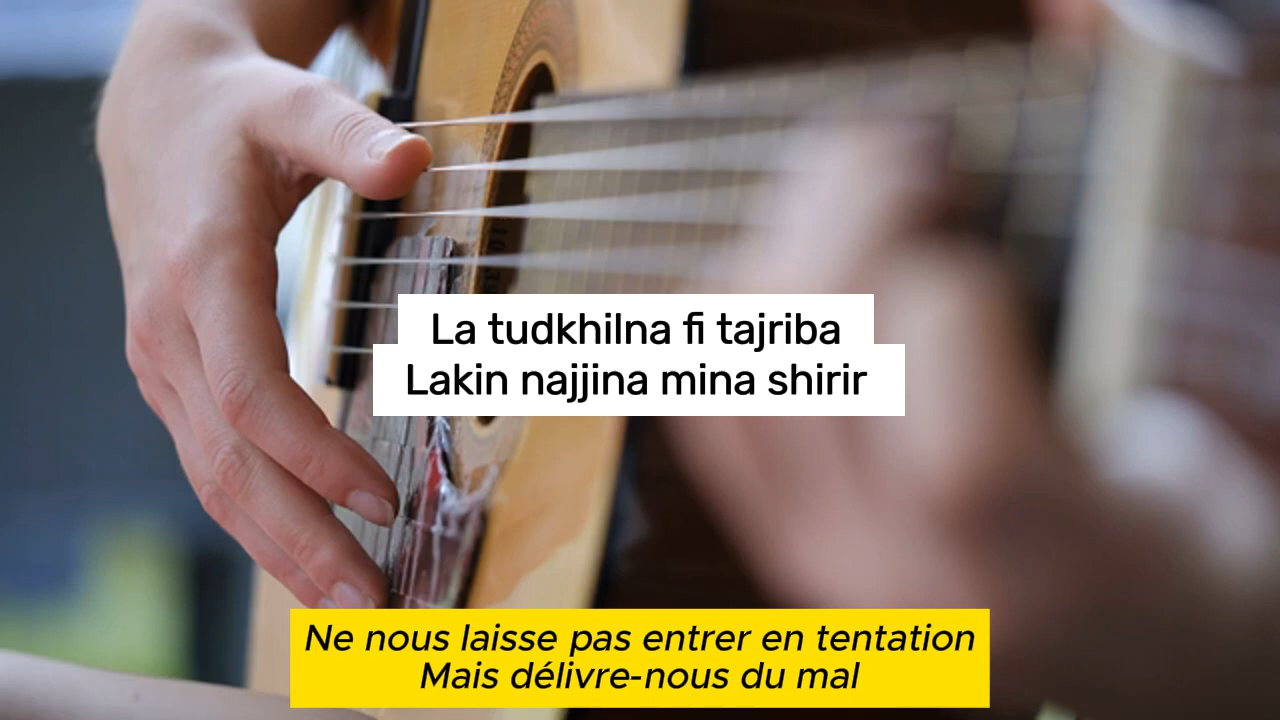 La tudkhilna fi tajriba
Lakin najjina mina shirir
Ne nous laisse pas entrer en tentation
Mais délivre-nous du mal